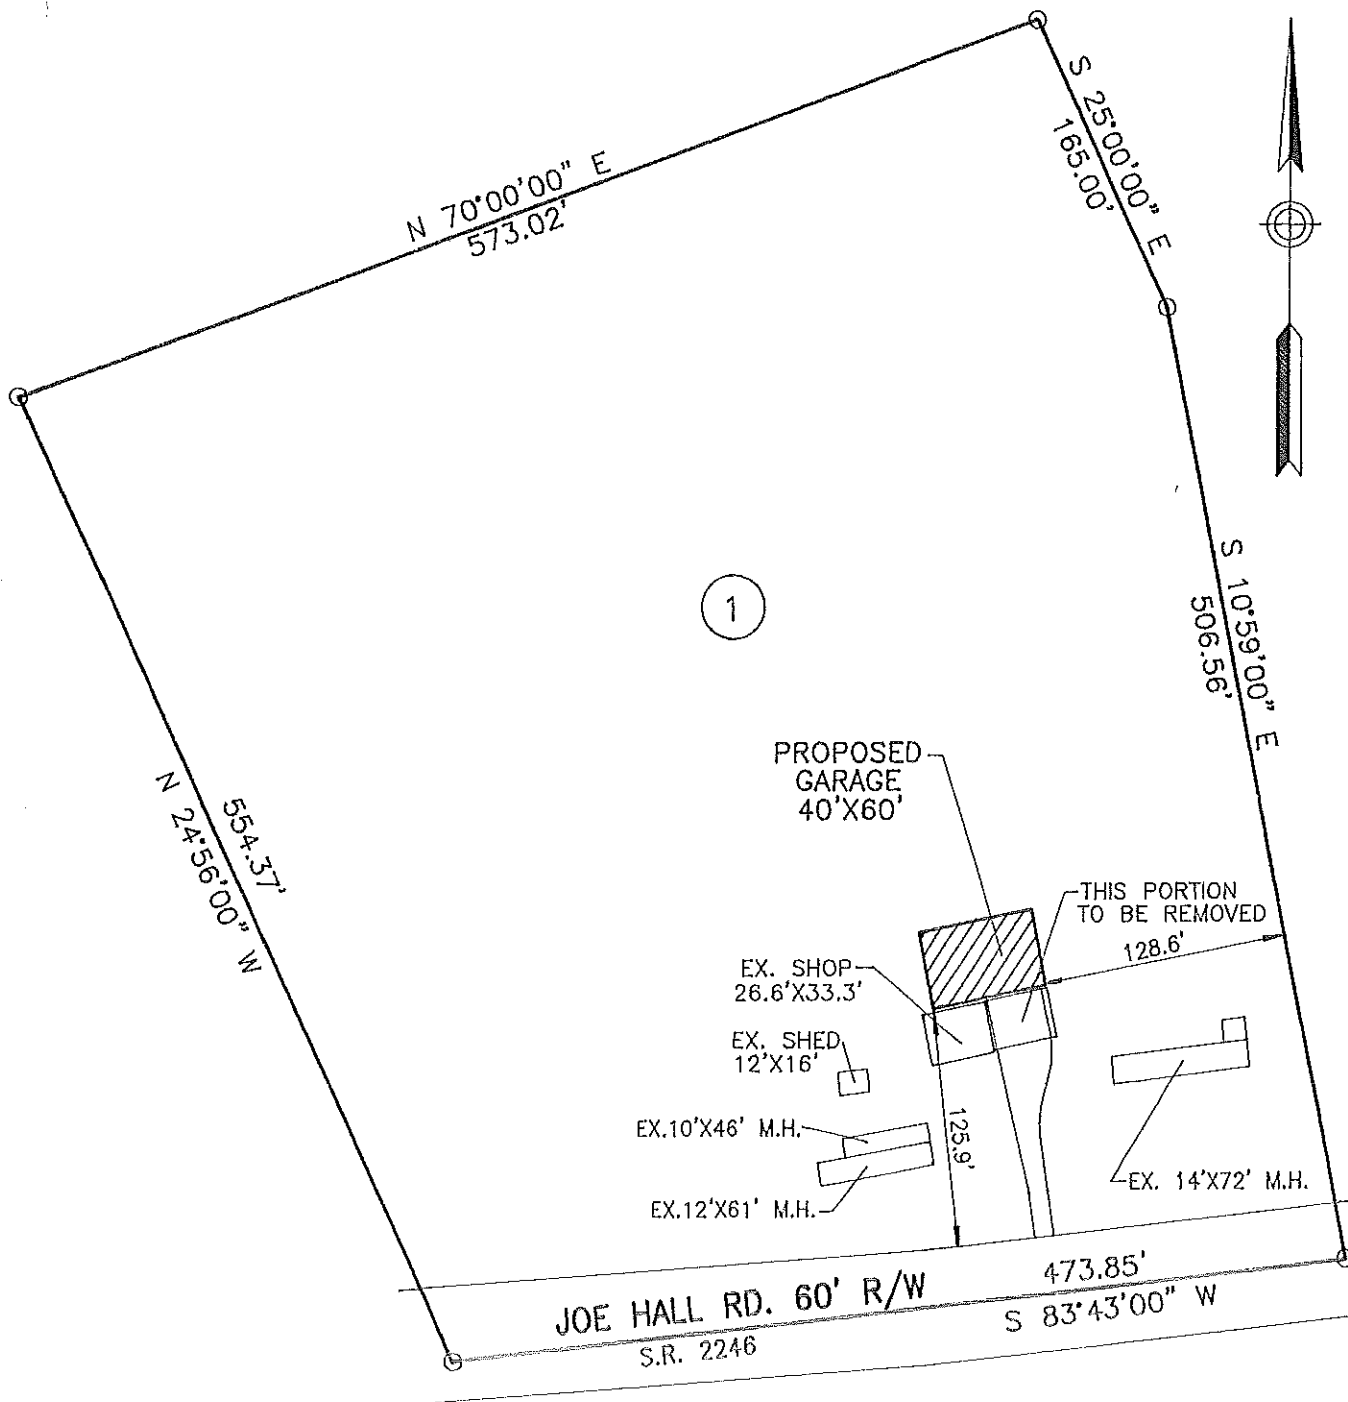 S 25°00'00" E
165.00'
N 70°00'00" E
573.02'
S 10°59'00" E
506.56'
1
PROPOSED
GARAGE
40'X60'
554.37'
N 24°56'00" W
THIS PORTION
TO BE REMOVED
128.6'
EX. SHOP
26.6'X33.3'
EX. SHED
12'X16'
EX.10'X46' M.H.
125.9'
EX. 14'X72' M.H.
EX.12'X61' M.H.
JOE HALL RD. 60' R/W
473.85'
S 83°43'00" W
S.R. 2246